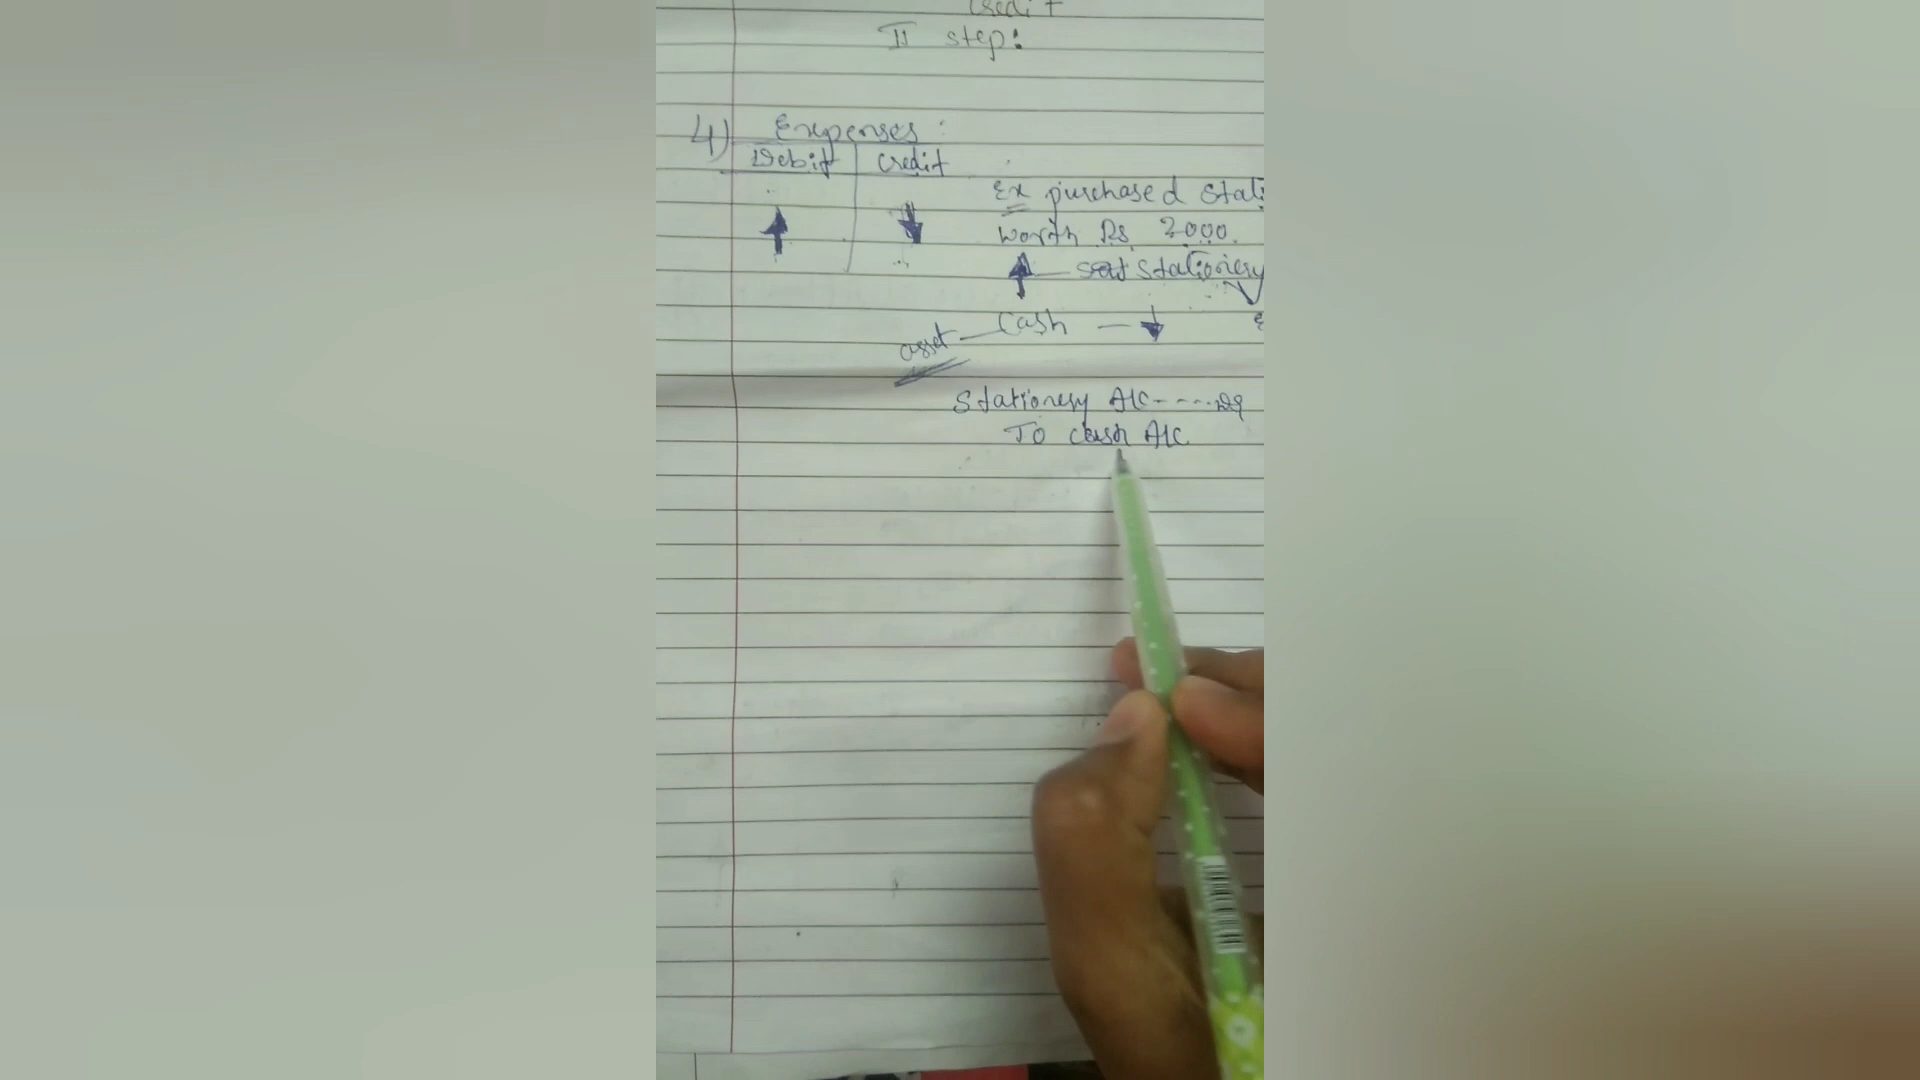 Credit
II step:
4) Expenses:
Debit Credit
Ex purchased Stati
worth Rs 2000.
Stationery
asset Cash
Stationery A/c----Dr
To cash A/c